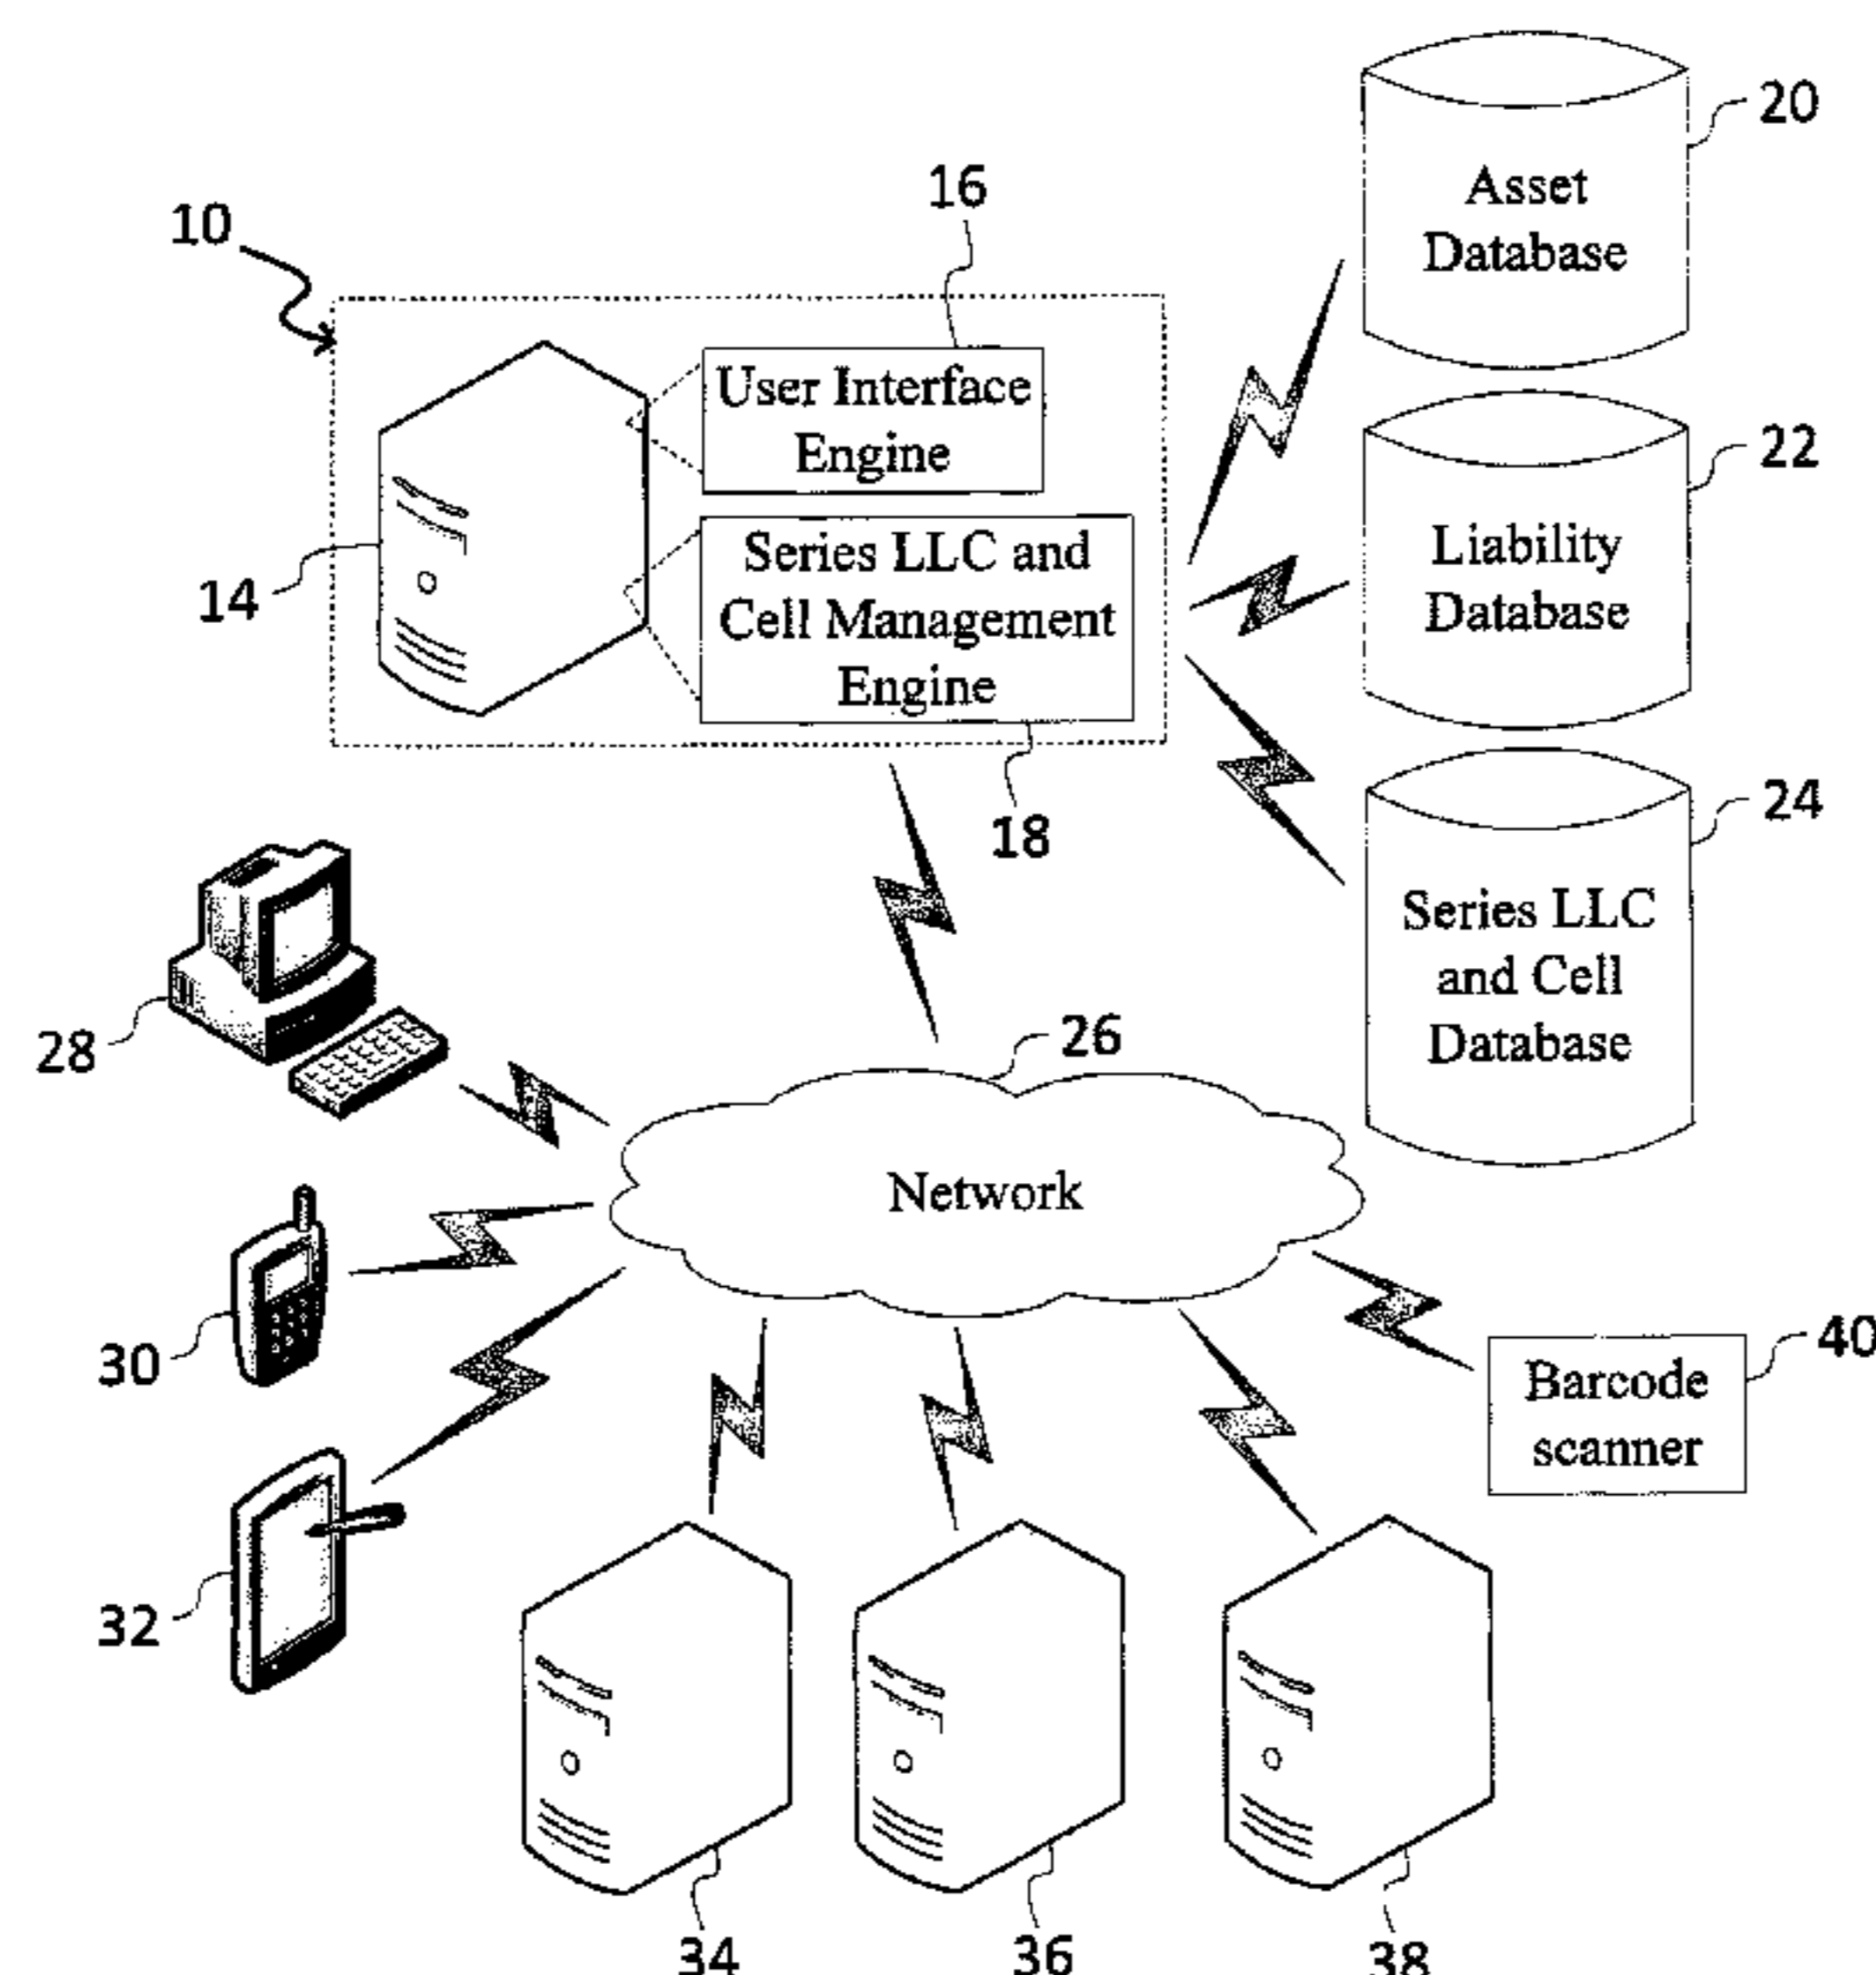 20
Asset
Database
16
10
User Interface
Engine
22
Series LLC and
Cell Management
Engine
Liability
Database
14
18
24
Series LLC
and Cell
Database
28
26
Network
30
40
Barcode
scanner
32
34
36
38